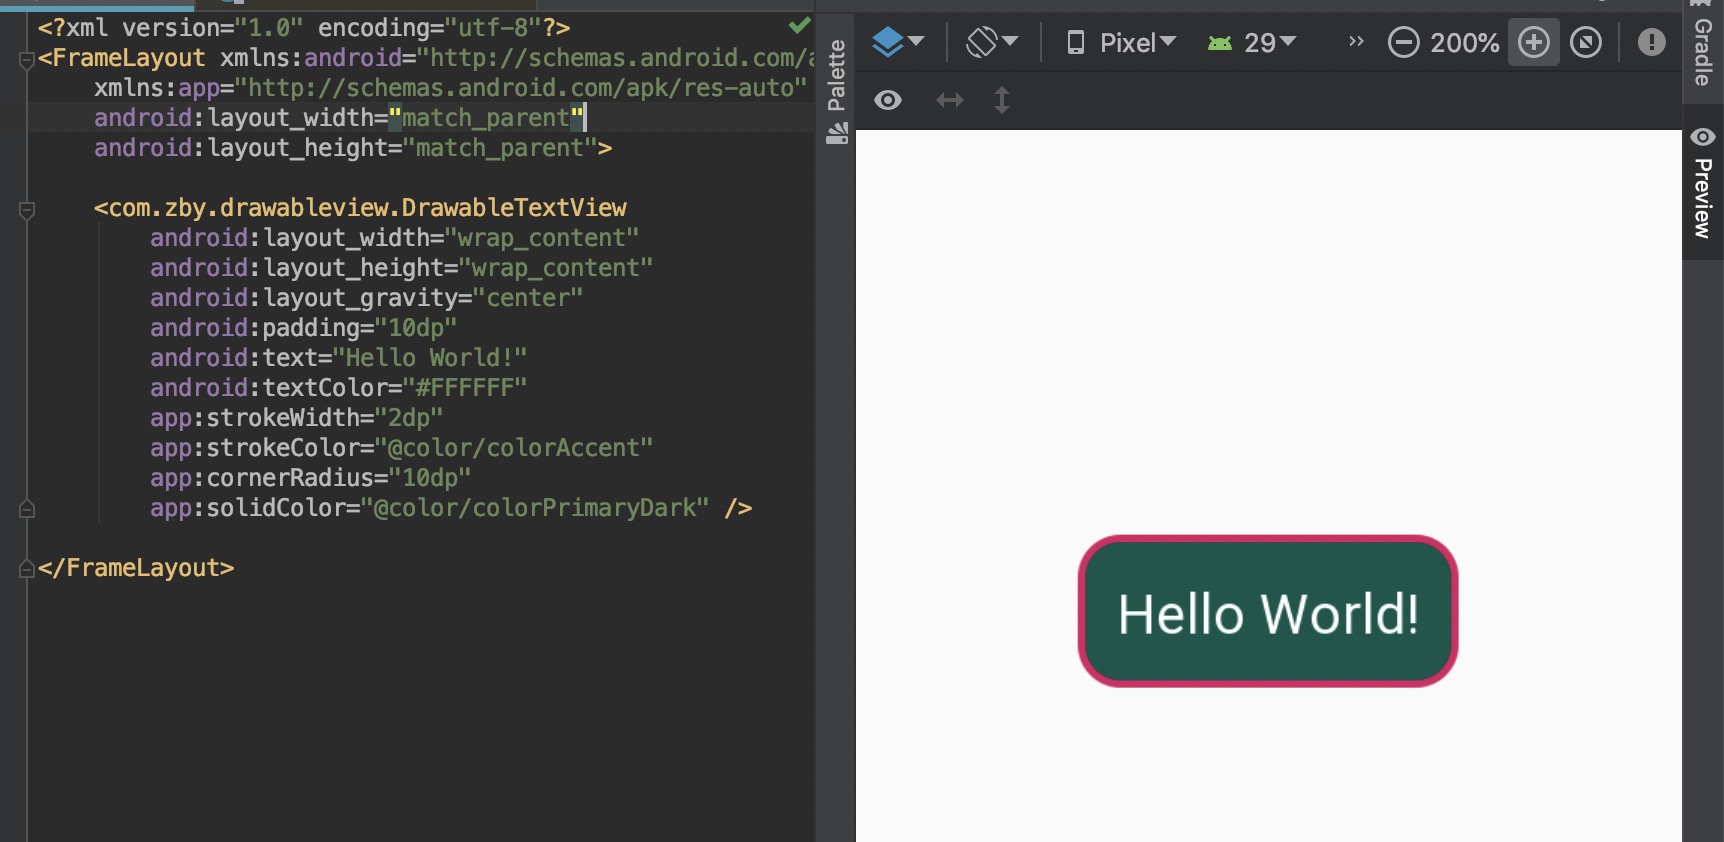 <?xml version="1.0" encoding="utf-8"?>
<FrameLayout xmlns:android="http://schemas.android.com/a
xmlns:app="http://schemas.android.com/apk/res-auto"
android:layout_width="match_parent"
android:layout_height="match_parent">
<com.zby.drawableview.DrawableTextView
android:layout_width="wrap_content"
android:layout_height="wrap_content"
android:layout_gravity="center"
android:padding="10dp"
android:text="Hello World!"
android:textColor="#FFFFFF"
app:strokeWidth="2dp"
app:strokeColor="@color/colorAccent"
app:cornerRadius="10dp"
app:solidColor="@color/colorPrimaryDark" />
</FrameLayout>
Palette
Pixel 29 » 200%
Hello World!
Gradle
Preview